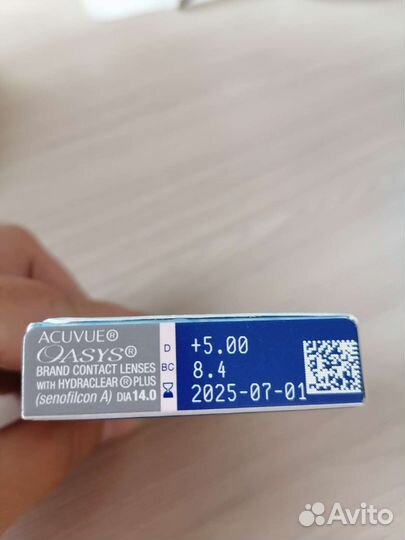 ACUVUE®
OASYS®
BRAND CONTACT LENSES
WITH HYDRACLEAR® PLUS
(senofilcon A) DIA 14.0
D +5.00
BC 8.4
2025-07-01
Avito